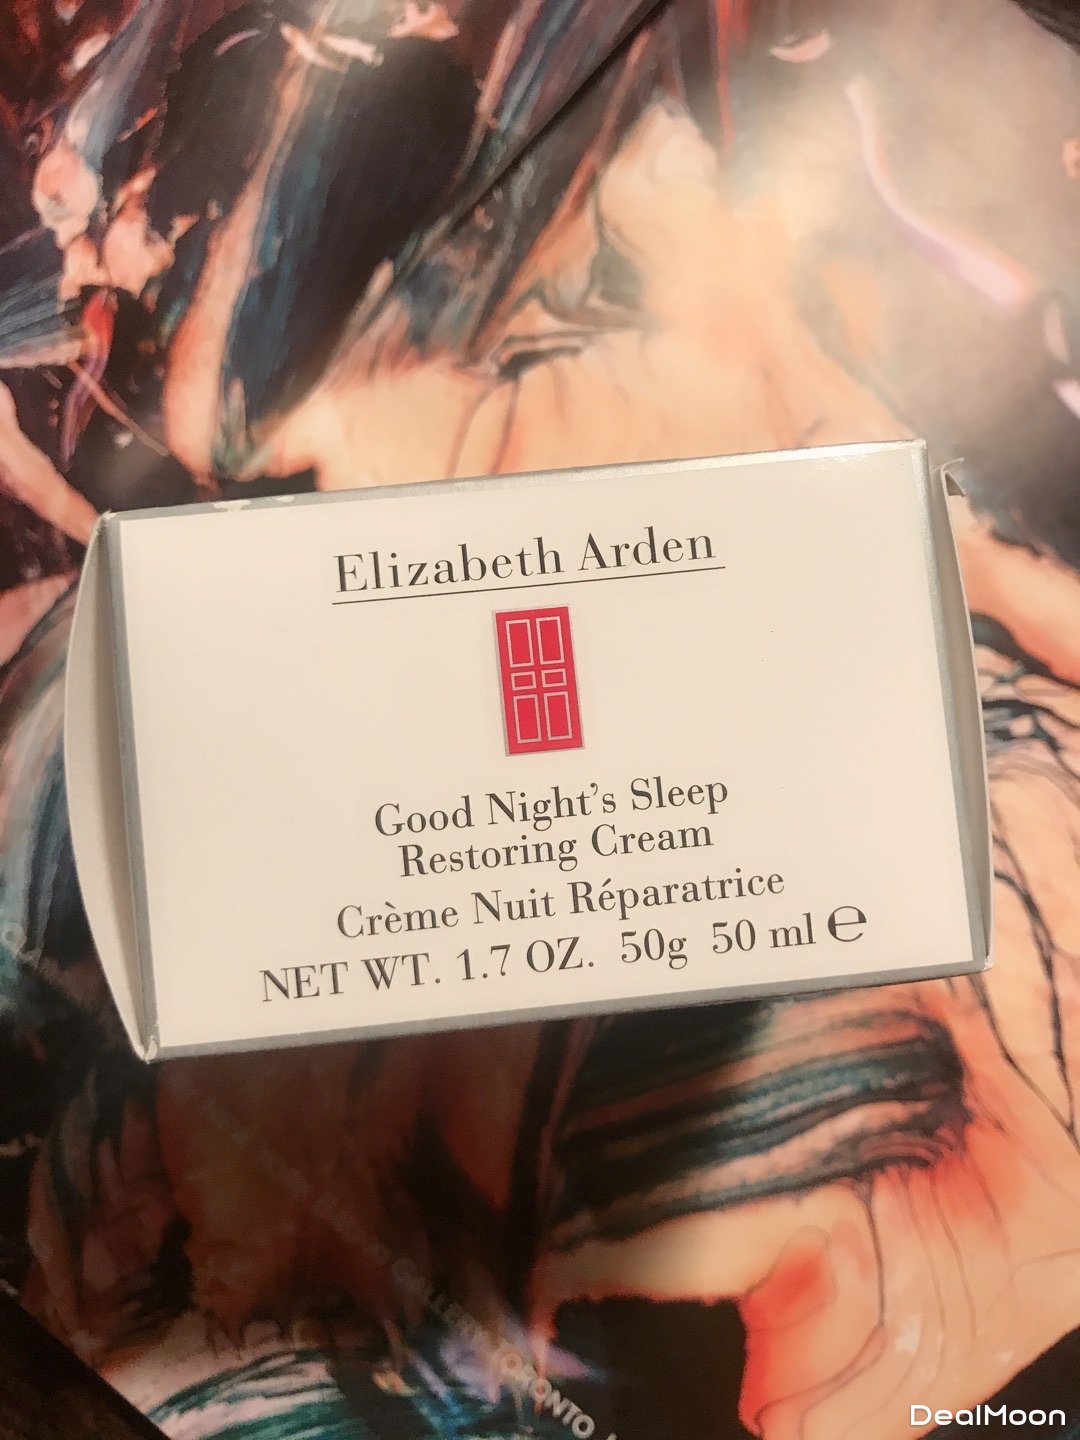 Elizabeth Arden
Good Night's Sleep
Restoring Cream
Crème Nuit Réparatrice
NET WT. 1.7 OZ. 50g 50 ml ℮
TORONTO
DealMoon